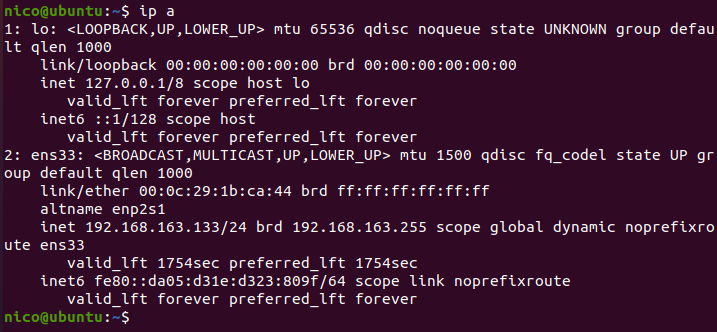 nico@ubuntu:~$ ip a
1: lo: <LOOPBACK,UP,LOWER_UP> mtu 65536 qdisc noqueue state UNKNOWN group defau
lt qlen 1000
    link/loopback 00:00:00:00:00:00 brd 00:00:00:00:00:00
    inet 127.0.0.1/8 scope host lo
       valid_lft forever preferred_lft forever
    inet6 ::1/128 scope host
       valid_lft forever preferred_lft forever
2: ens33: <BROADCAST,MULTICAST,UP,LOWER_UP> mtu 1500 qdisc fq_codel state UP gr
oup default qlen 1000
    link/ether 00:0c:29:1b:ca:44 brd ff:ff:ff:ff:ff:ff
    altname enp2s1
    inet 192.168.163.133/24 brd 192.168.163.255 scope global dynamic noprefixro
ute ens33
       valid_lft 1754sec preferred_lft 1754sec
    inet6 fe80::da05:d31e:d323:809f/64 scope link noprefixroute
       valid_lft forever preferred_lft forever
nico@ubuntu:~$